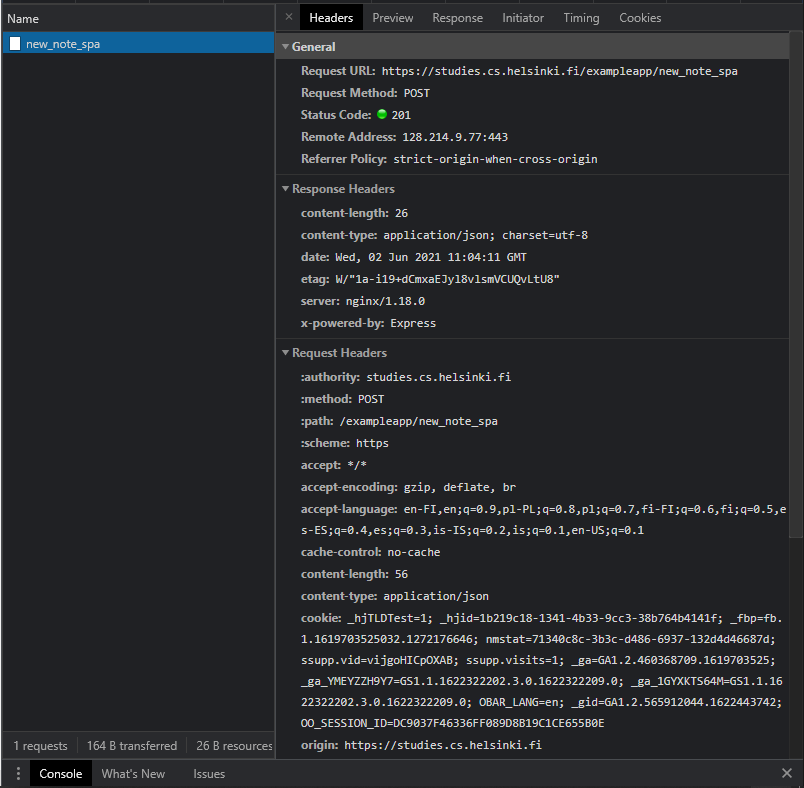 Name
Headers Preview Response Initiator Timing Cookies
new_note_spa
General
Request URL: https://studies.cs.helsinki.fi/exampleapp/new_note_spa
Request Method: POST
Status Code: 201
Remote Address: 128.214.9.77:443
Referrer Policy: strict-origin-when-cross-origin
Response Headers
content-length: 26
content-type: application/json; charset=utf-8
date: Wed, 02 Jun 2021 11:04:11 GMT
etag: W/"1a-i19+dCmxaEJyl8vlsmVCUQvLtU8"
server: nginx/1.18.0
x-powered-by: Express
Request Headers
:authority: studies.cs.helsinki.fi
:method: POST
:path: /exampleapp/new_note_spa
:scheme: https
accept: */*
accept-encoding: gzip, deflate, br
accept-language: en-FI,en;q=0.9,pl-PL;q=0.8,pl;q=0.7,fi-FI;q=0.6,fi;q=0.5,e
s-ES;q=0.4,es;q=0.3,is-IS;q=0.2,is;q=0.1,en-US;q=0.1
cache-control: no-cache
content-length: 56
content-type: application/json
cookie: _hjTLDTest=1; _hjid=1b219c18-1341-4b33-9cc3-38b764b4141f; _fbp=fb.
1.1619703525032.1272176646; nmstat=71340c8c-3b3c-d486-6937-132d4d46687d;
ssupp.vid=vijgoHICpOXAB; ssupp.visits=1; _ga=GA1.2.460368709.1619703525;
_ga_YMEYZZH9Y7=GS1.1.1622322202.3.0.1622322209.0; _ga_1GYXKTS64M=GS1.1.16
22322202.3.0.1622322209.0; OBAR_LANG=en; _gid=GA1.2.565912044.1622443742;
OO_SESSION_ID=DC9037F46336FF089D8B19C1CE655B0E
origin: https://studies.cs.helsinki.fi
1 requests 164 B transferred 26 B resources
Console What's New Issues